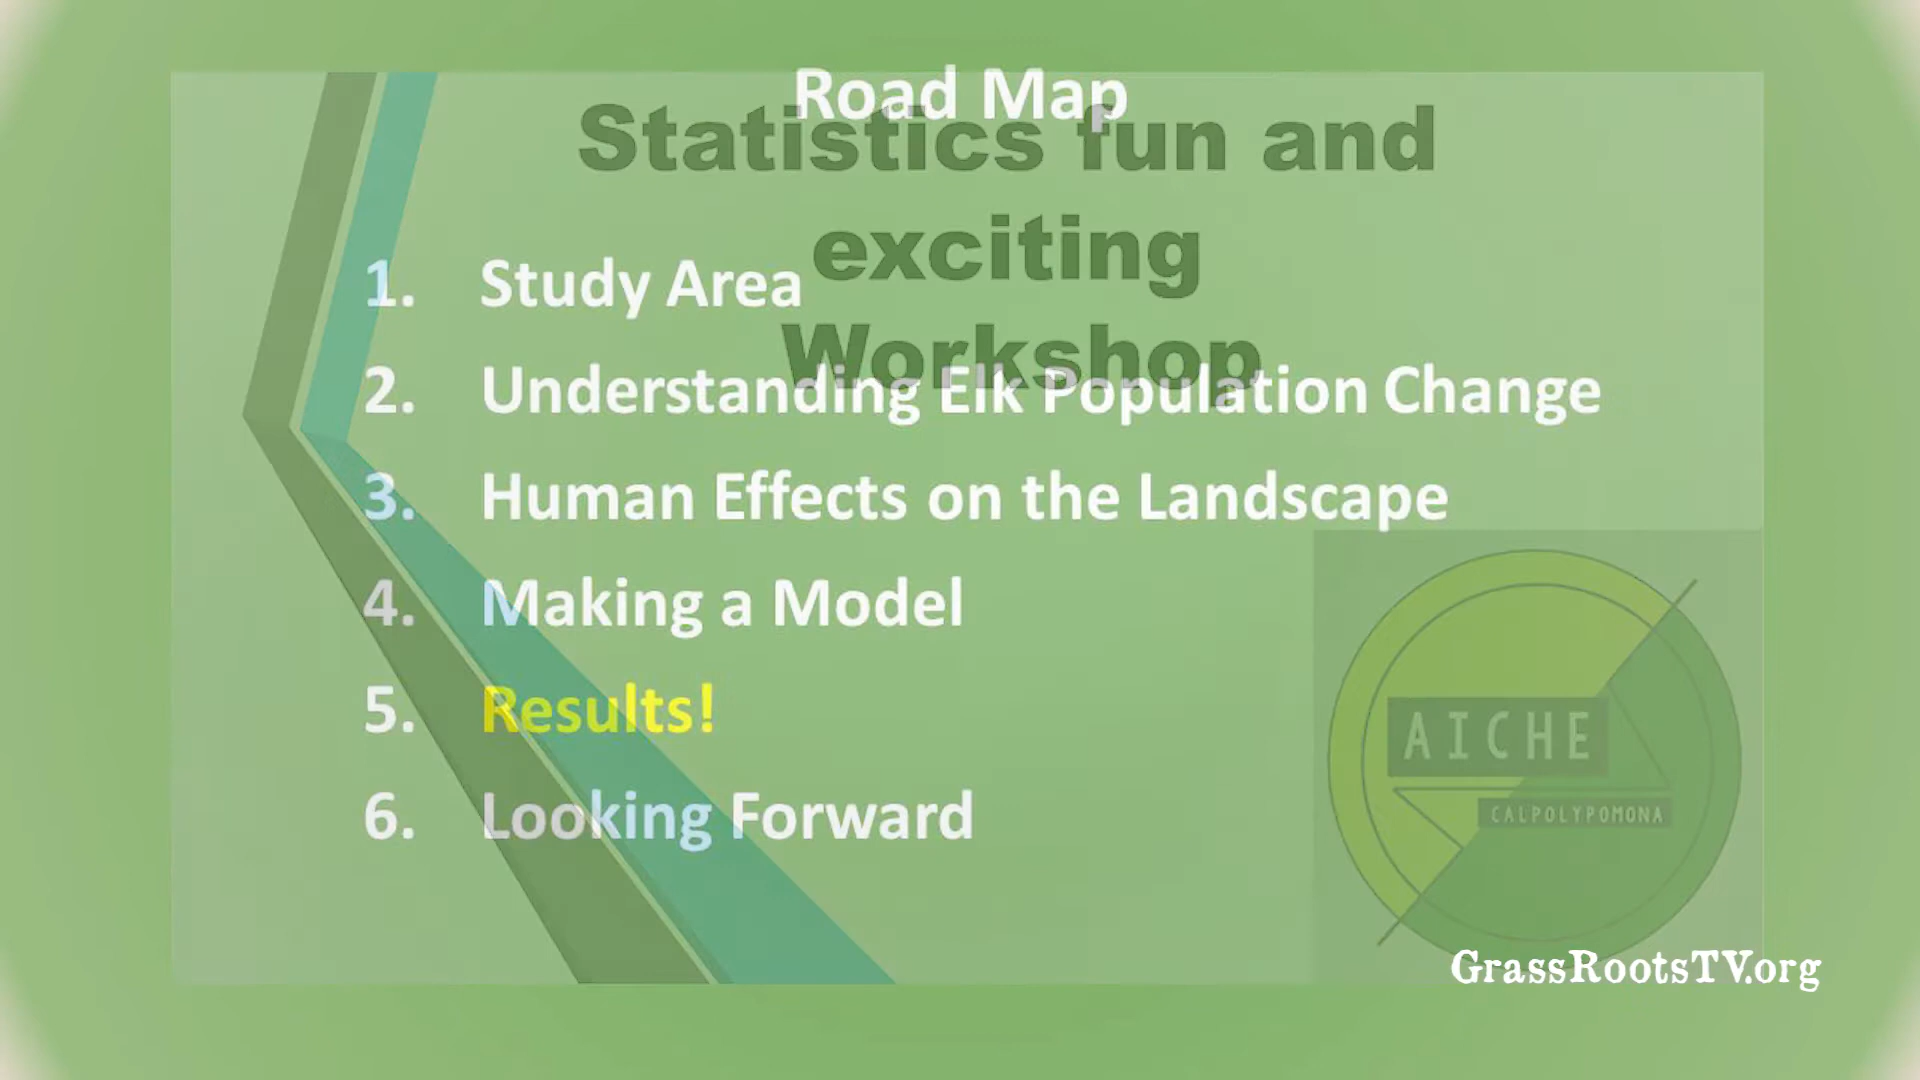 Road Map
Statistics fun and
exciting
Workshop
1. Study Area
2. Understanding Elk Population Change
3. Human Effects on the Landscape
4. Making a Model
5. Results!
6. Looking Forward
AICHE
CALPOLYPOMONA
GrassRootsTV.org